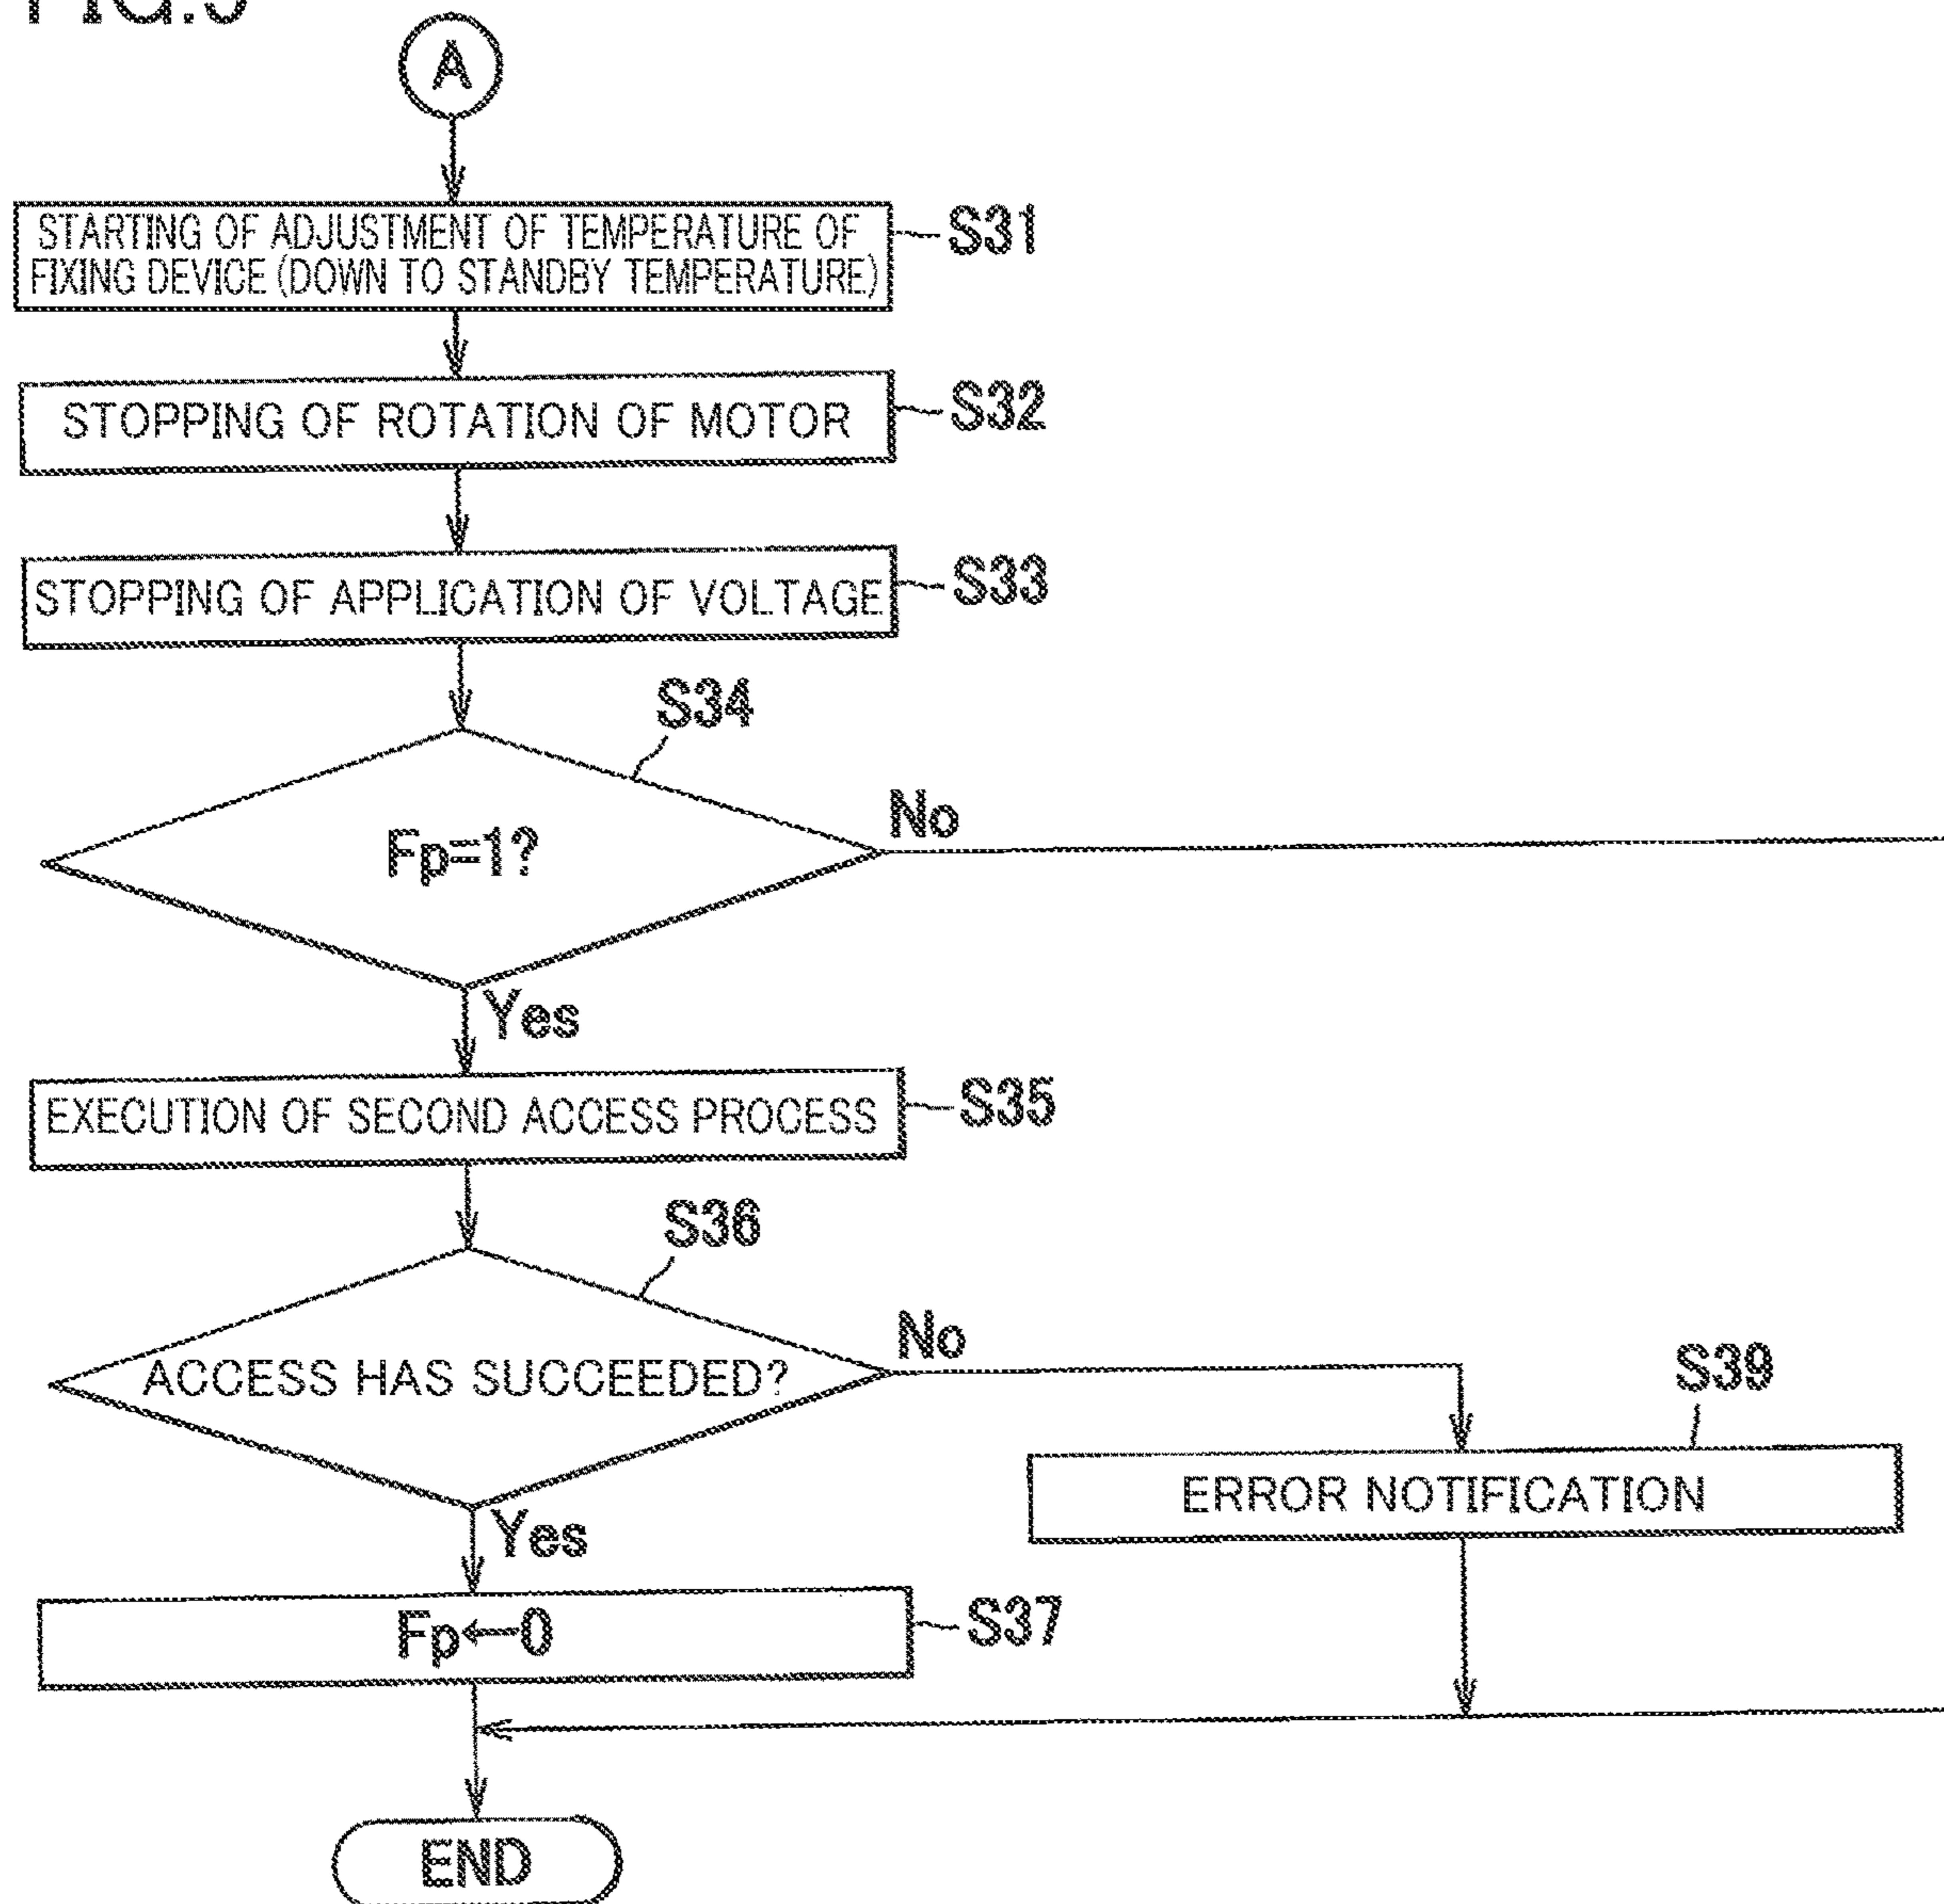 A
STARTING OF ADJUSTMENT OF TEMPERATURE OF
FIXING DEVICE (DOWN TO STANDBY TEMPERATURE)
S31
STOPPING OF ROTATION OF MOTOR
S32
STOPPING OF APPLICATION OF VOLTAGE
S33
S34
Fp=1?
No
Yes
EXECUTION OF SECOND ACCESS PROCESS
S35
S36
ACCESS HAS SUCCEEDED?
No
S39
ERROR NOTIFICATION
Yes
Fp←0
S37
END